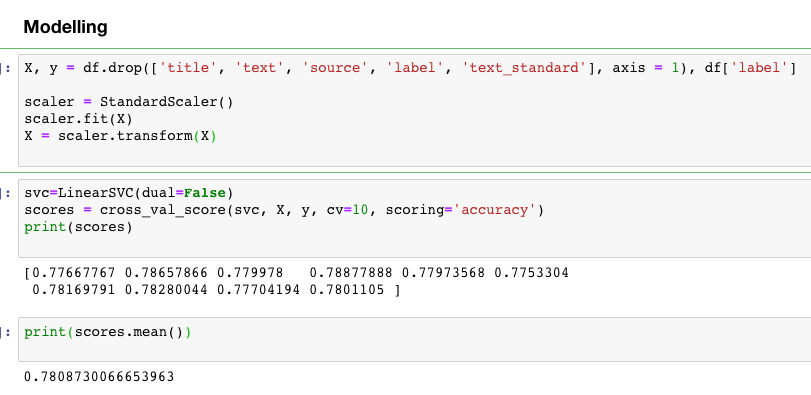 Modelling
]: X, y = df.drop(['title', 'text', 'source', 'label', 'text_standard'], axis = 1), df['label']
scaler = StandardScaler()
scaler.fit(X)
X = scaler.transform(X)
]: svc=LinearSVC(dual=False)
scores = cross_val_score(svc, X, y, cv=10, scoring='accuracy')
print(scores)
[0.77667767 0.78657866 0.779978   0.78877888 0.77973568 0.7753304
 0.78169791 0.78280044 0.77704194 0.7801105 ]
]: print(scores.mean())
0.7808730066653963